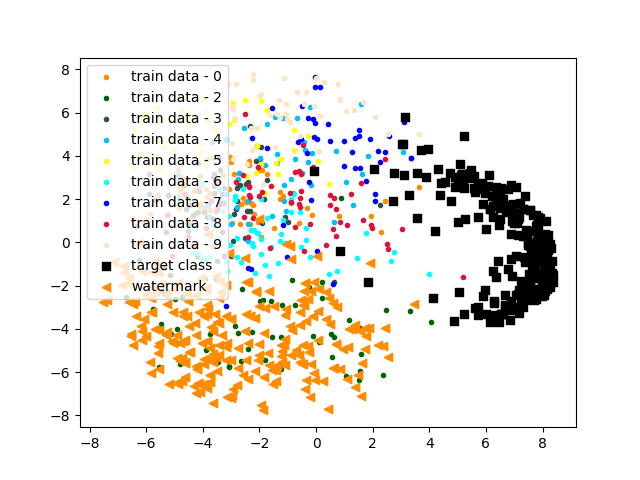 8
6
4
2
0
−2
−4
−6
−8
train data - 0
train data - 2
train data - 3
train data - 4
train data - 5
train data - 6
train data - 7
train data - 8
train data - 9
target class
watermark
−8 −6 −4 −2 0 2 4 6 8